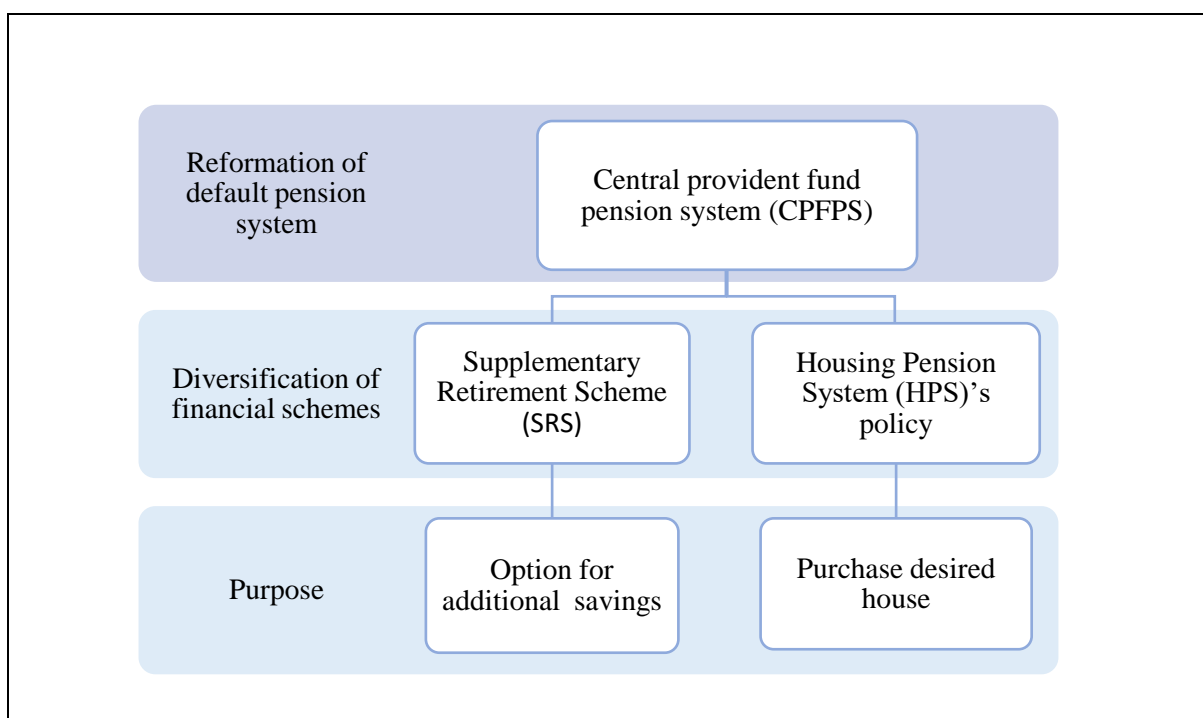 Reformation of
default pension
system
Central provident fund
pension system (CPFPS)
Diversification of
financial schemes
Supplementary
Retirement Scheme
(SRS)
Housing Pension
System (HPS)’s
policy
Purpose
Option for
additional savings
Purchase desired
house